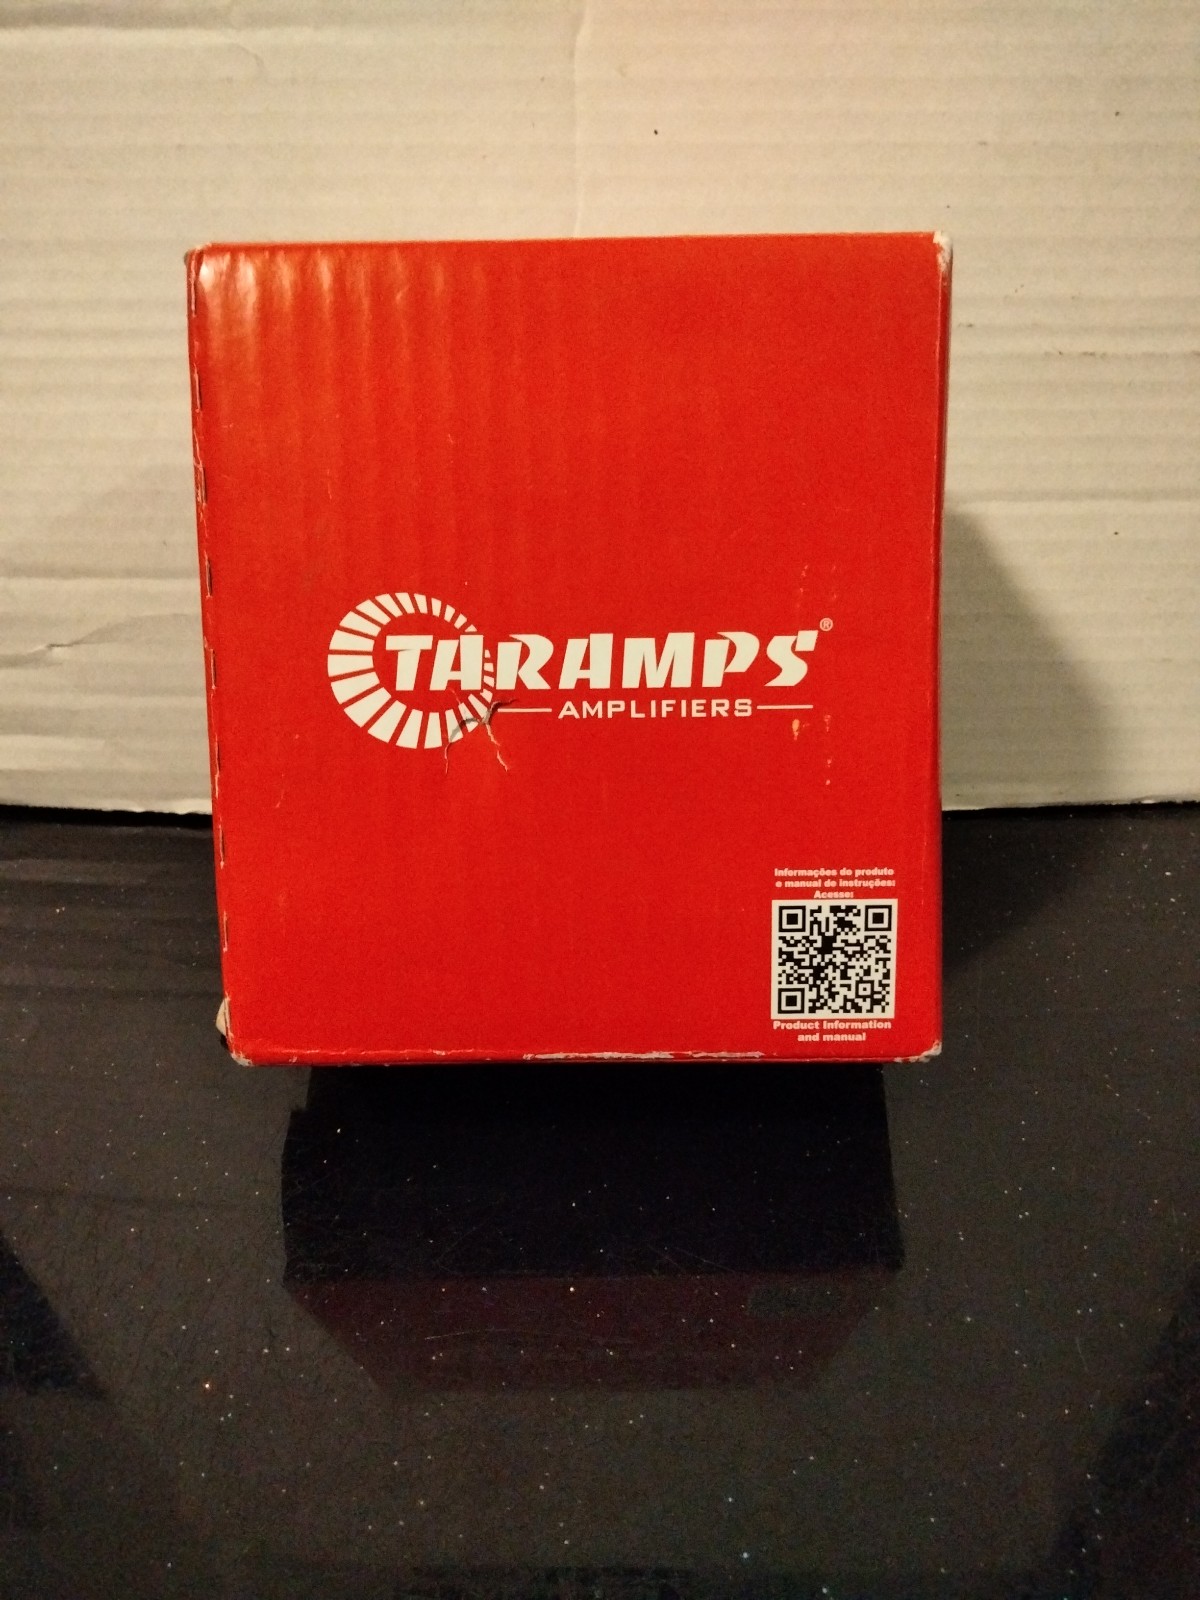 TARAMPS®
AMPLIFIERS
Informações do produto
e manual de instruções:
Acesse:
Product Information
and manual